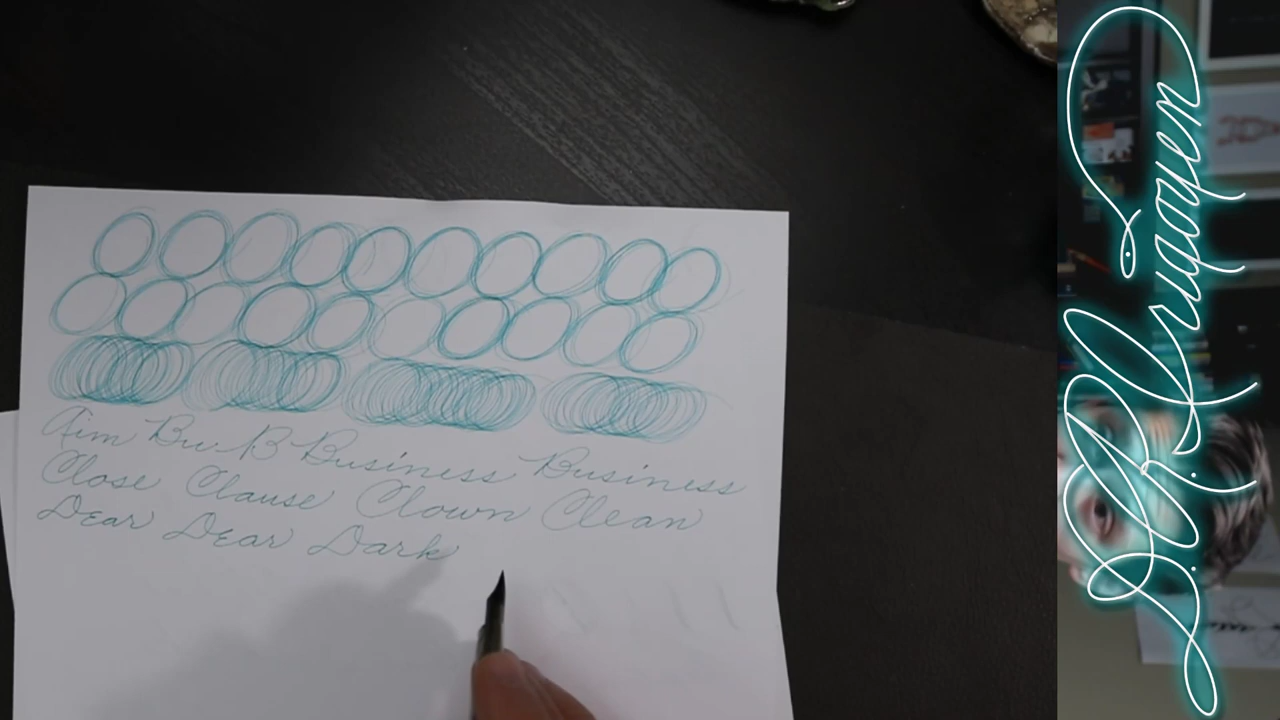 Aim Bu B Business Business
Close Clause Clown Clean
Dear Dear Dark